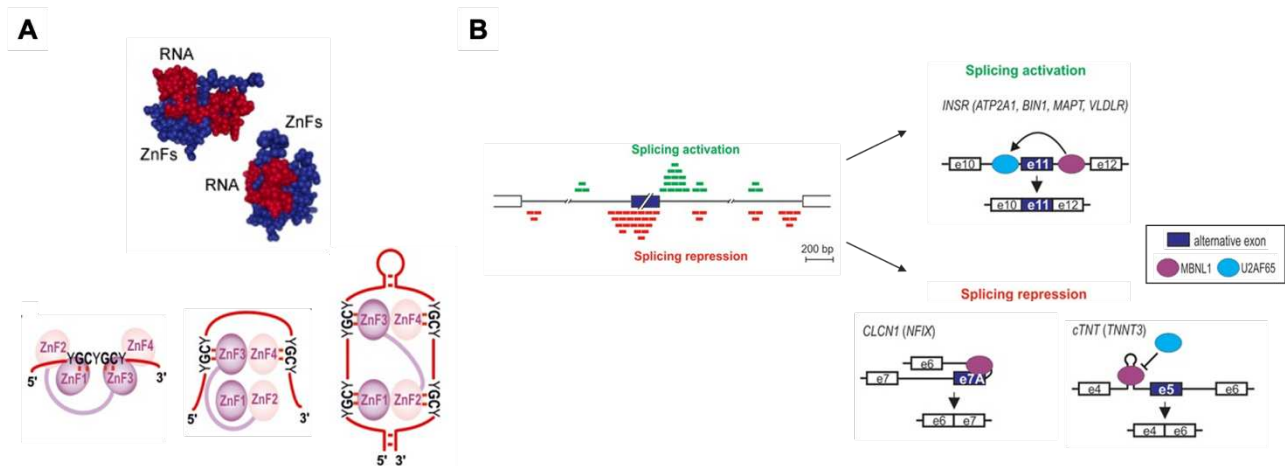 A
RNA
ZnFs
ZnFs
RNA
ZnF2
YGCYGCY
ZnF4
ZnF1
ZnF3
5'
3'
YGCY
ZnF3
ZnF4
YGCY
ZnF1
ZnF2
5'
3'
YGCY
ZnF3
ZnF4
YGCY
YGCY
ZnF1
ZnF2
YGCY
5' 3'
B
Splicing activation
Splicing repression
200 bp
Splicing activation
INSR (ATP2A1, BIN1, MAPT, VLDLR)
e10 e11 e12
e10 e11 e12
alternative exon
MBNL1 U2AF65
Splicing repression
CLCN1 (NFIX)
e6
e7 e7A
e6 e7
cTNT (TNNT3)
e4 e5 e6
e4 e6